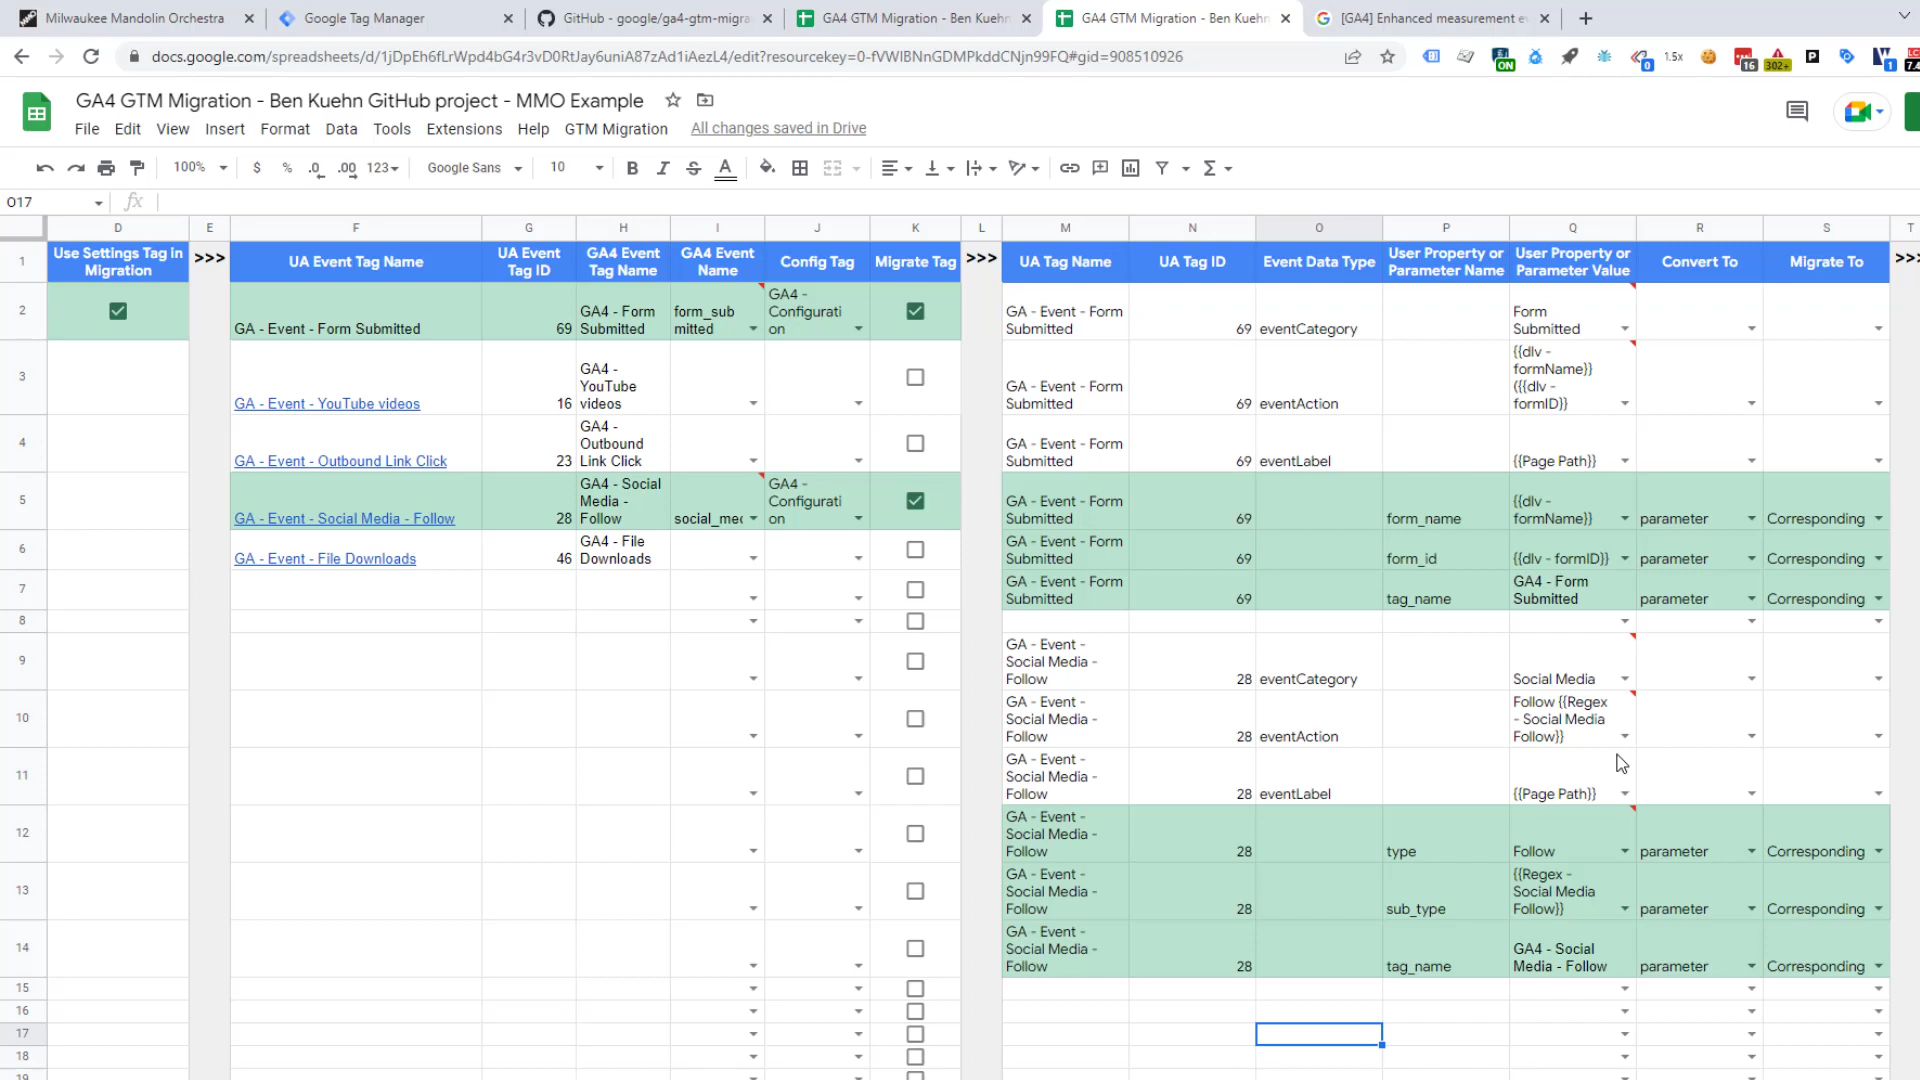 Milwaukee Mandolin Orchestra
Google Tag Manager
GitHub - google/ga4-gtm-migra
GA4 GTM Migration - Ben Kuehn
GA4 GTM Migration - Ben Kuehn
[GA4] Enhanced measurement ev
docs.google.com/spreadsheets/d/1jDpEh6fLrWpd4bG4r3vD0RtJay6uniA87zAd1iAezL4/edit?resourcekey=0-fVWIBNnGDMPkddCNjn99FQ#gid=908510926
ON
0
1.5x
16
302+
P
1
7.4
GA4 GTM Migration - Ben Kuehn GitHub project - MMO Example
File Edit View Insert Format Data Tools Extensions Help GTM Migration All changes saved in Drive
100% $ % .0 .00 123 Google Sans 10 B I S A
O17 fx
D E F G H I J K L M N O P Q R S T
1 Use Settings Tag in Migration >>> UA Event Tag Name UA Event Tag ID GA4 Event Tag Name GA4 Event Name Config Tag Migrate Tag >>> UA Tag Name UA Tag ID Event Data Type User Property or Parameter Name User Property or Parameter Value Convert To Migrate To >>>
2 GA - Event - Form Submitted 69 GA4 - Form Submitted form_sub mitted GA4 - Configurati on GA - Event - Form Submitted 69 eventCategory Form Submitted
3 GA - Event - YouTube videos 16 GA4 - YouTube videos GA - Event - Form Submitted 69 eventAction {{dlv - formName}} ({{dlv - formID}}
4 GA - Event - Outbound Link Click 23 GA4 - Outbound Link Click GA - Event - Form Submitted 69 eventLabel {{Page Path}}
5 GA - Event - Social Media - Follow 28 GA4 - Social Media - Follow social_mec GA4 - Configurati on GA - Event - Form Submitted 69 form_name {{dlv - formName}} parameter Corresponding
6 GA - Event - File Downloads 46 GA4 - File Downloads GA - Event - Form Submitted 69 form_id {{dlv - formID}} parameter Corresponding
7 GA - Event - Form Submitted 69 tag_name GA4 - Form Submitted parameter Corresponding
8
9 GA - Event - Social Media - Follow 28 eventCategory Social Media
10 GA - Event - Social Media - Follow 28 eventAction Follow {{Regex - Social Media Follow}}
11 GA - Event - Social Media - Follow 28 eventLabel {{Page Path}}
12 GA - Event - Social Media - Follow 28 type Follow parameter Corresponding
13 GA - Event - Social Media - Follow 28 sub_type {{Regex - Social Media Follow}} parameter Corresponding
14 GA - Event - Social Media - Follow 28 tag_name GA4 - Social Media - Follow parameter Corresponding
15
16
17
18
19